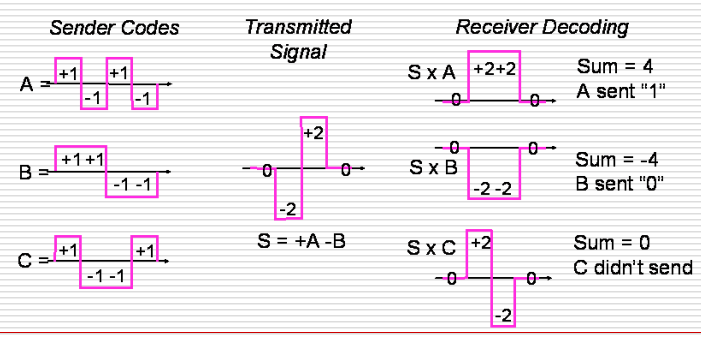 Sender Codes
Transmitted
Signal
Receiver Decoding
A =
+1
-1
+1
-1
B =
+1 +1
-1 -1
C =
+1
-1 -1
+1
0
-2
+2
0
S = +A -B
S x A
0
+2+2
0
Sum = 4
A sent "1"
S x B
0
-2 -2
0
Sum = -4
B sent "0"
S x C
0
+2
-2
0
Sum = 0
C didn't send